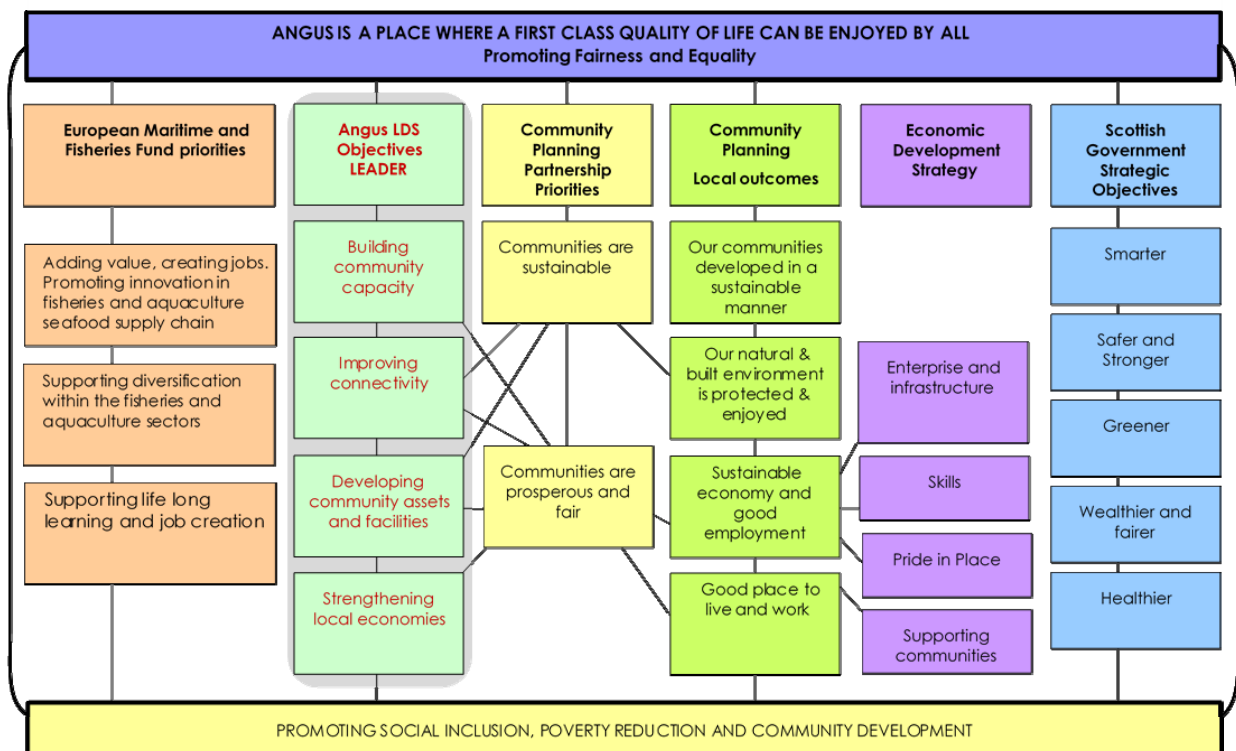 ANGUS IS A PLACE WHERE A FIRST CLASS QUALITY OF LIFE CAN BE ENJOYED BY ALL
Promoting Fairness and Equality
European Maritime and
Fisheries Fund priorities
Adding value, creating jobs.
Promoting innovation in
fisheries and aquaculture
seafood supply chain
Supporting diversification
within the fisheries and
aquaculture sectors
Supporting life long
learning and job creation
Angus LDS
Objectives
LEADER
Building
community
capacity
Improving
connectivity
Developing
community assets
and facilities
Strengthening
local economies
Community
Planning
Partnership
Priorities
Communities are
sustainable
Communities are
prosperous and
fair
Community
Planning
Local outcomes
Our communities
developed in a
sustainable
manner
Our natural &
built environment
is protected &
enjoyed
Sustainable
economy and
good
employment
Good place to
live and work
Economic
Development
Strategy
Enterprise and
infrastructure
Skills
Pride in Place
Supporting
communities
Scottish
Government
Strategic
Objectives
Smarter
Safer and
Stronger
Greener
Wealthier and
fairer
Healthier
PROMOTING SOCIAL INCLUSION, POVERTY REDUCTION AND COMMUNITY DEVELOPMENT